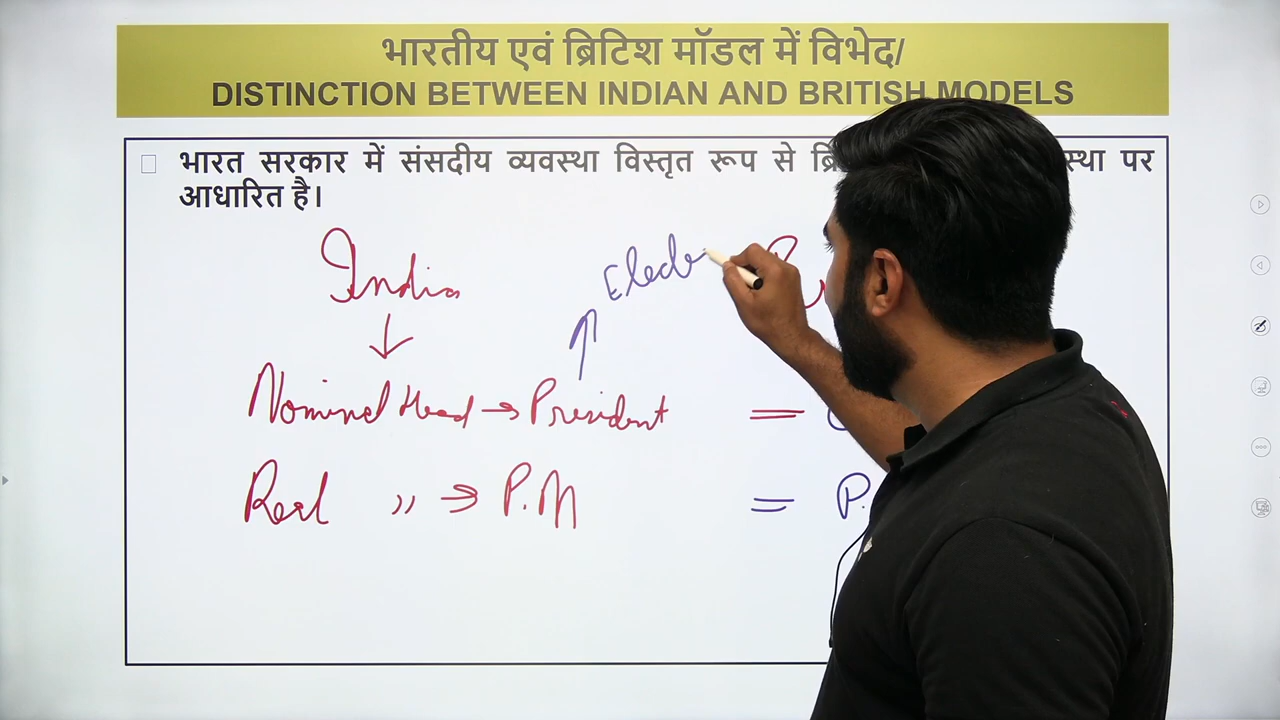 भारतीय एवं ब्रिटिश मॉडल में विभेद/
DISTINCTION BETWEEN INDIAN AND BRITISH MODELS
भारत सरकार में संसदीय व्यवस्था विस्तृत रूप से पर
आधारित है।
India
Nominal Head → President =
Real ,, → P.M = P.